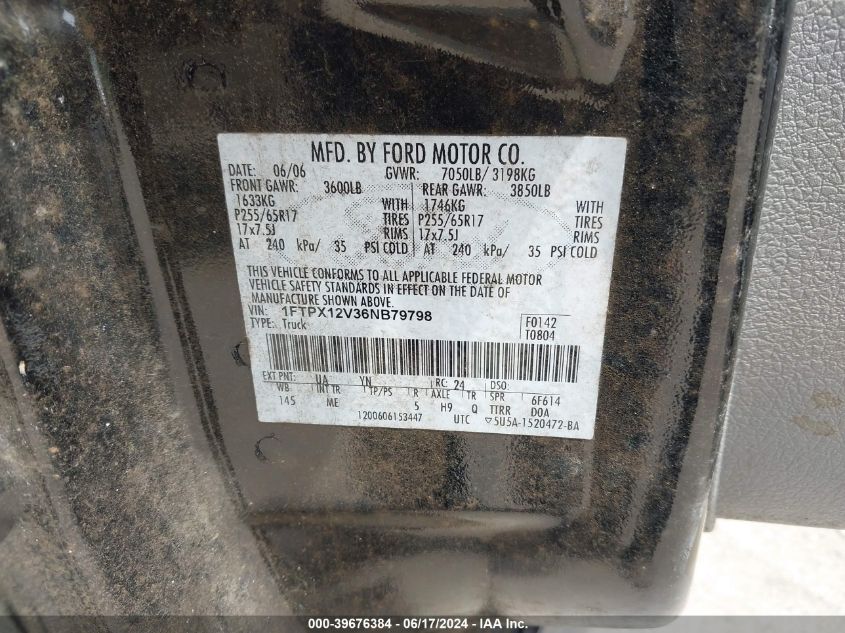 MFD. BY FORD MOTOR CO.
DATE: 06/06 GVWR: 7050LB/ 3198KG
FRONT GAWR: 3600LB REAR GAWR: 3850LB
1633KG WITH 1746KG WITH
P255/65R17 TIRES P255/65R17 TIRES
17x7.5J RIMS 17x7.5J RIMS
AT 240 kPa/ 35 PSI COLD AT 240 kPa/ 35 PSI COLD
THIS VEHICLE CONFORMS TO ALL APPLICABLE FEDERAL MOTOR
VEHICLE SAFETY STANDARDS IN EFFECT ON THE DATE OF
MANUFACTURE SHOWN ABOVE.
VIN: 1FTPX12V36NB79798 F0142
TYPE: Truck T0804
EXT PNT: UA YN RC: 24 DSO:
WB INT TR TP/PS R AXLE TR SPR 6F614
145 ME 5 H9 Q TTRR DOA
1200606153447 UTC ▽5U5A-1520472-BA
000-39676384 - 06/17/2024 - IAA Inc.